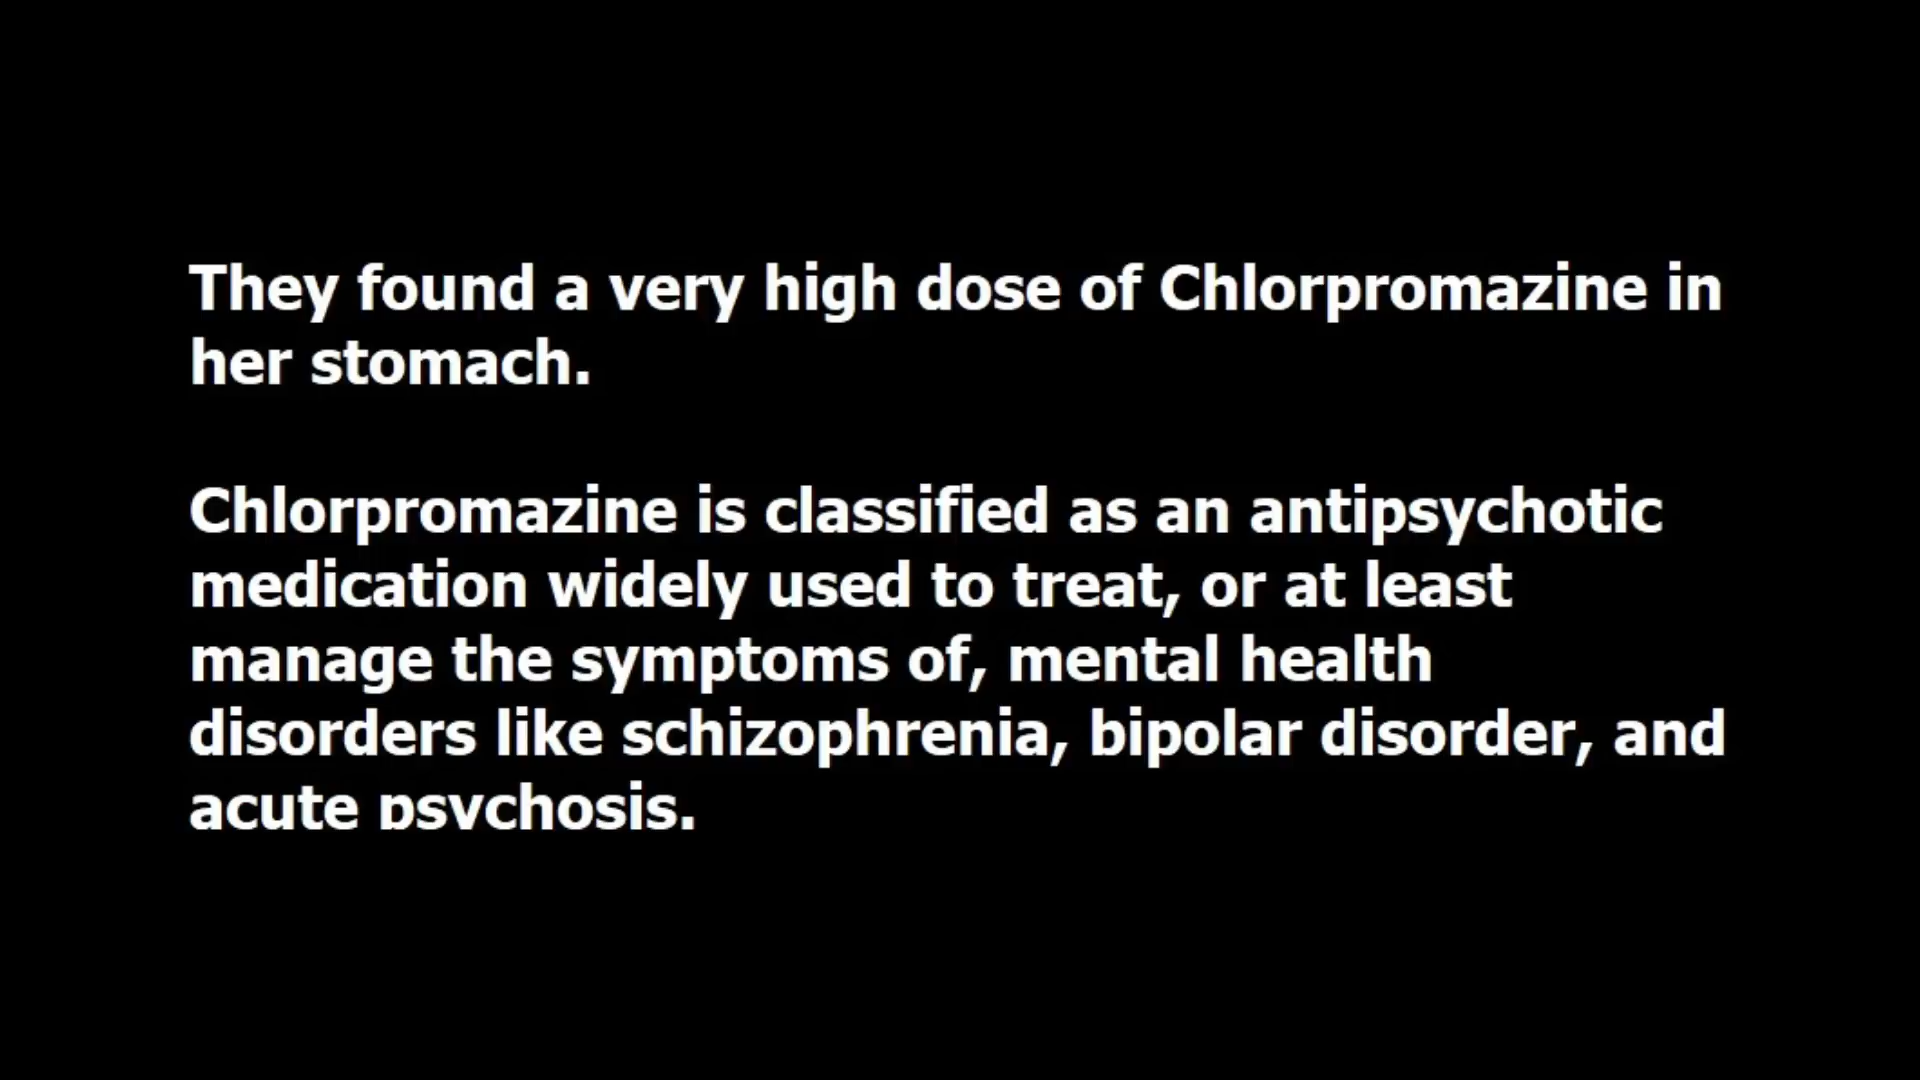 They found a very high dose of Chlorpromazine in
her stomach.
Chlorpromazine is classified as an antipsychotic
medication widely used to treat, or at least
manage the symptoms of, mental health
disorders like schizophrenia, bipolar disorder, and
acute psychosis.